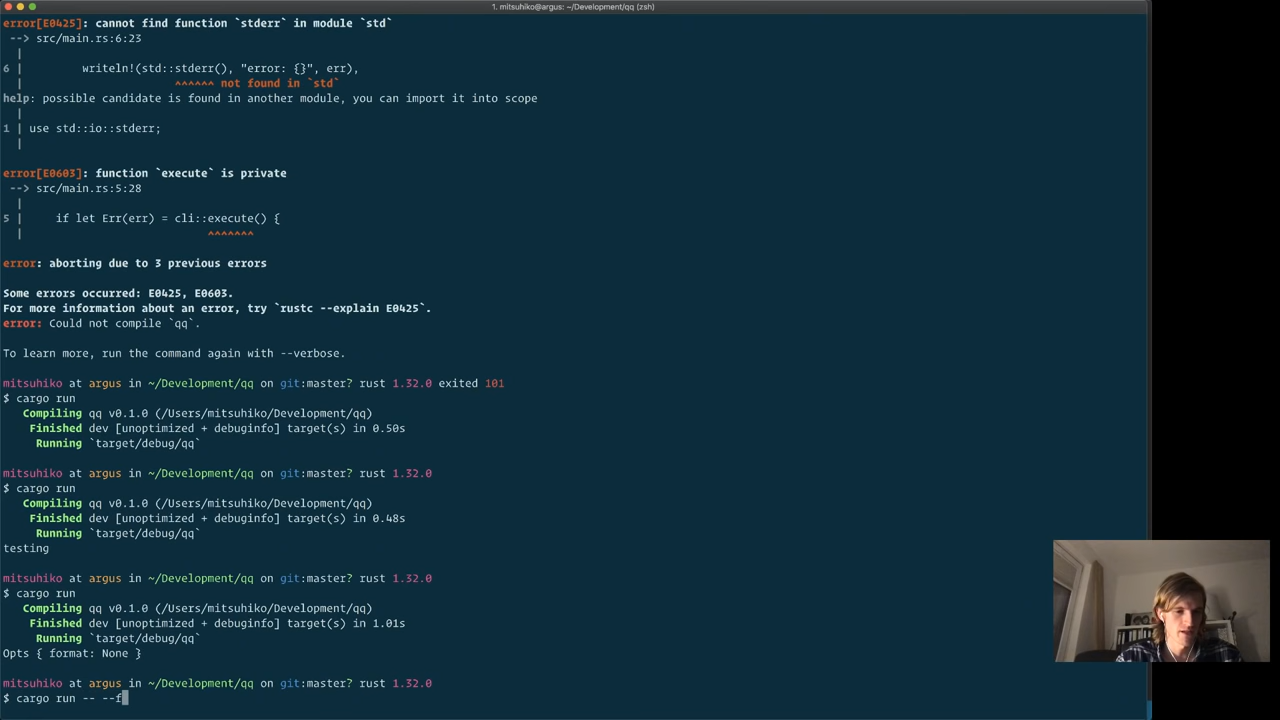 1. mitsuhiko@argus: ~/Development/qq (zsh)
error[E0425]: cannot find function `stderr` in module `std`
--> src/main.rs:6:23
|
6 |         writeln!(std::stderr(), "error: {}", err),
|                       ^^^^^^ not found in `std`
help: possible candidate is found in another module, you can import it into scope
|
1 | use std::io::stderr;
|
error[E0603]: function `execute` is private
--> src/main.rs:5:28
|
5 |     if let Err(err) = cli::execute() {
|                            ^^^^^^^
error: aborting due to 3 previous errors
Some errors occurred: E0425, E0603.
For more information about an error, try `rustc --explain E0425`.
error: Could not compile `qq`.
To learn more, run the command again with --verbose.
mitsuhiko at argus in ~/Development/qq on git:master? rust 1.32.0 exited 101
$ cargo run
Compiling qq v0.1.0 (/Users/mitsuhiko/Development/qq)
Finished dev [unoptimized + debuginfo] target(s) in 0.50s
Running `target/debug/qq`
mitsuhiko at argus in ~/Development/qq on git:master? rust 1.32.0
$ cargo run
Compiling qq v0.1.0 (/Users/mitsuhiko/Development/qq)
Finished dev [unoptimized + debuginfo] target(s) in 0.48s
Running `target/debug/qq`
testing
mitsuhiko at argus in ~/Development/qq on git:master? rust 1.32.0
$ cargo run
Compiling qq v0.1.0 (/Users/mitsuhiko/Development/qq)
Finished dev [unoptimized + debuginfo] target(s) in 1.01s
Running `target/debug/qq`
Opts { format: None }
mitsuhiko at argus in ~/Development/qq on git:master? rust 1.32.0
$ cargo run -- --f